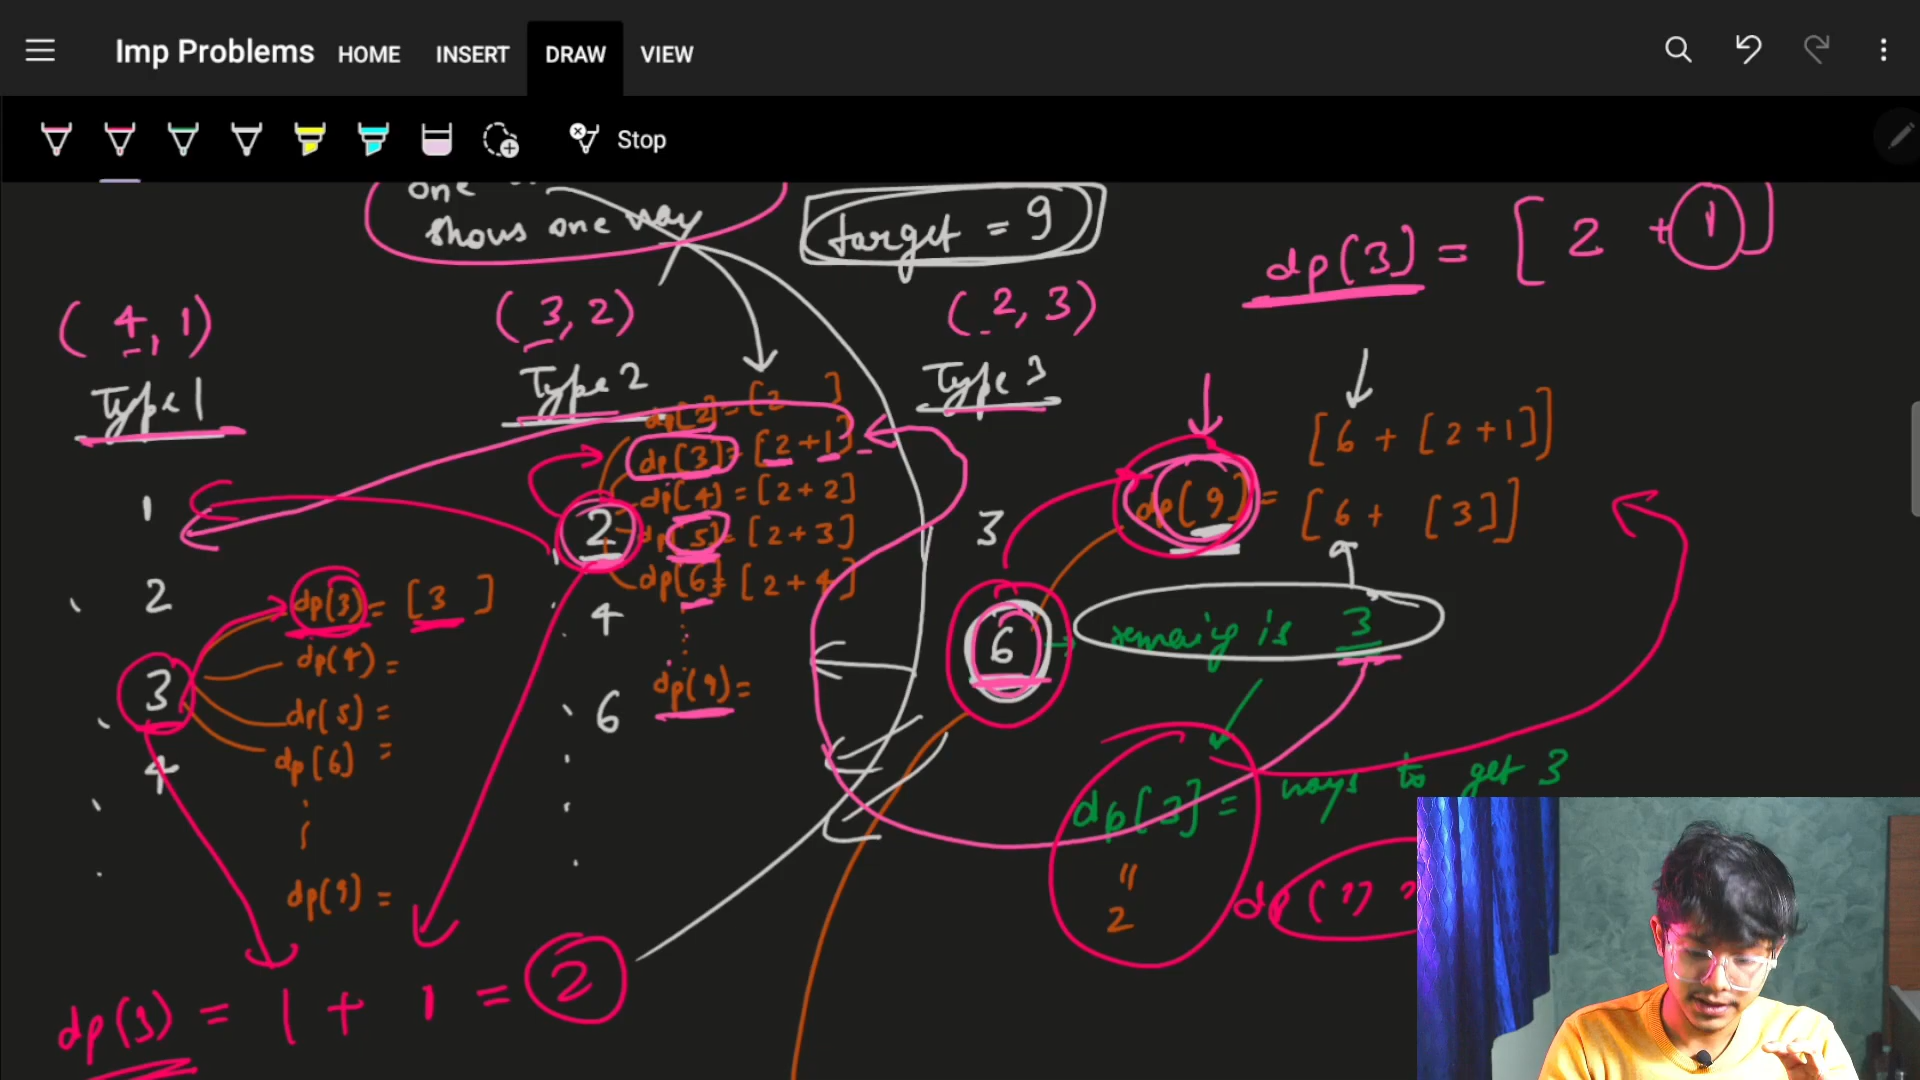 Imp Problems HOME INSERT DRAW VIEW
Stop
one
shows one way
target = 9
dp[3] = [2 + 1]
(4, 1)
(3, 2)
(2, 3)
Type 1
Type 2
Type 3
dp[2] = [2 ]
dp[3] = [2 + 1]
dp[4] = [2 + 2]
dp[5] = [2 + 3]
dp[6] = [2 + 4]
dp[9] =
[6 + [2 + 1]]
dp[9] = [6 + [3]]
1
2
3
4
dp[3] = [3 ]
dp[4] =
dp[5] =
dp[6] =
dp[9] =
2
4
6
3
6
remaining is 3
dp[3] = ways to get 3
"
2
dp[3] = 1 + 1 = 2